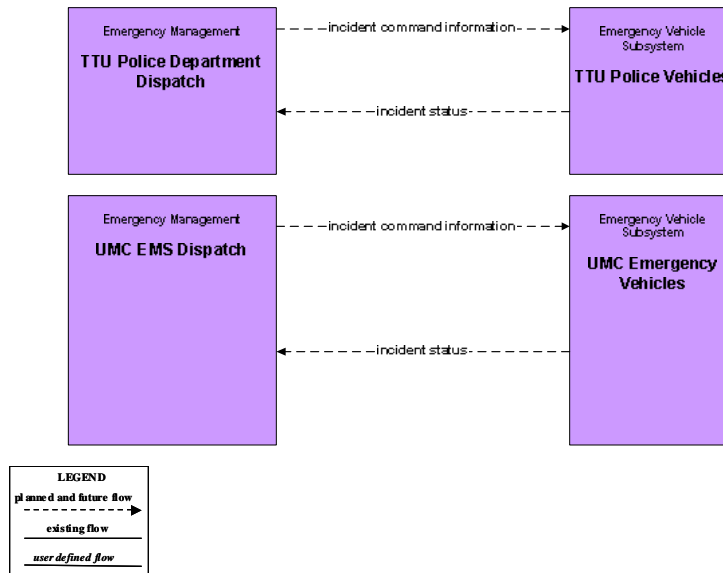 Emergency Management
TTU Police Department
Dispatch
incident command information
incident status
Emergency Vehicle
Subsystem
TTU Police Vehicles
Emergency Management
UMC EMS Dispatch
incident command information
incident status
Emergency Vehicle
Subsystem
UMC Emergency
Vehicles
LEGEND
planned and future flow
existing flow
user defined flow